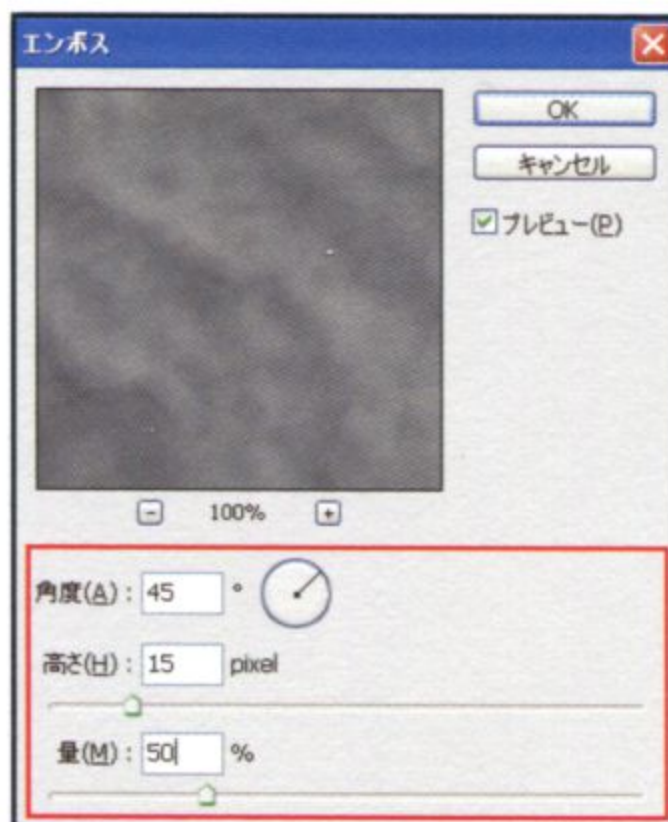 エンボス
OK
キャンセル
プレビュー(P)
100%
角度(A): 45 °
高さ(H): 15 pixel
量(M): 50 %